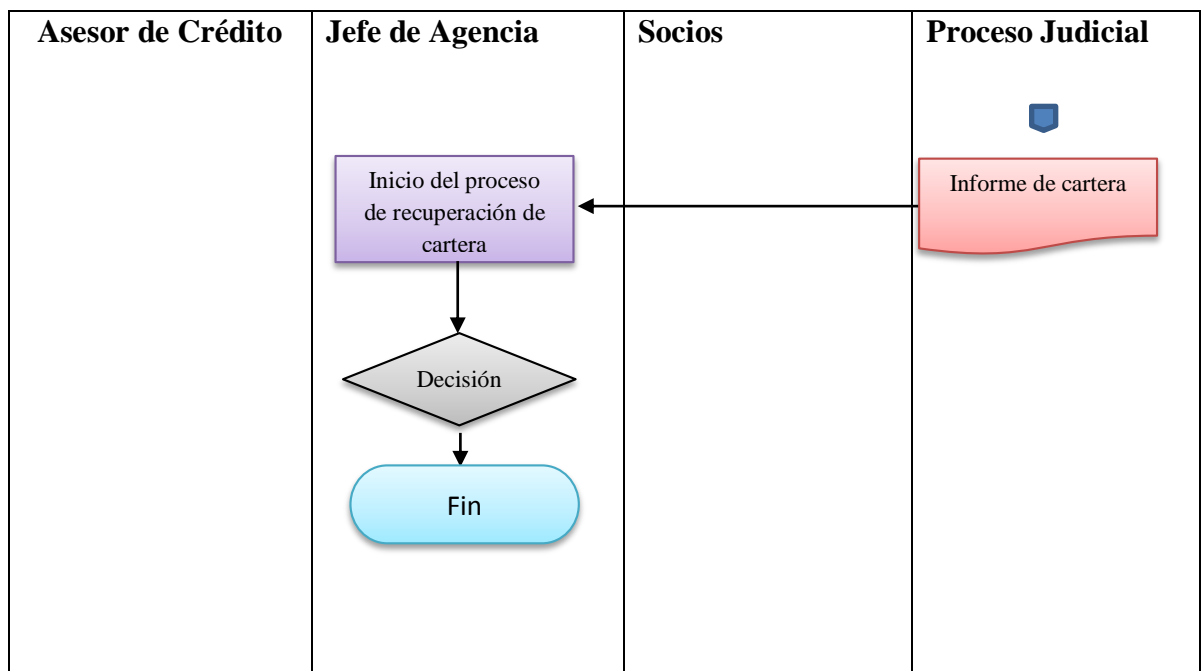 Asesor de Crédito
Jefe de Agencia
Socios
Proceso Judicial
Inicio del proceso
de recuperación de
cartera
Informe de cartera
Decisión
Fin